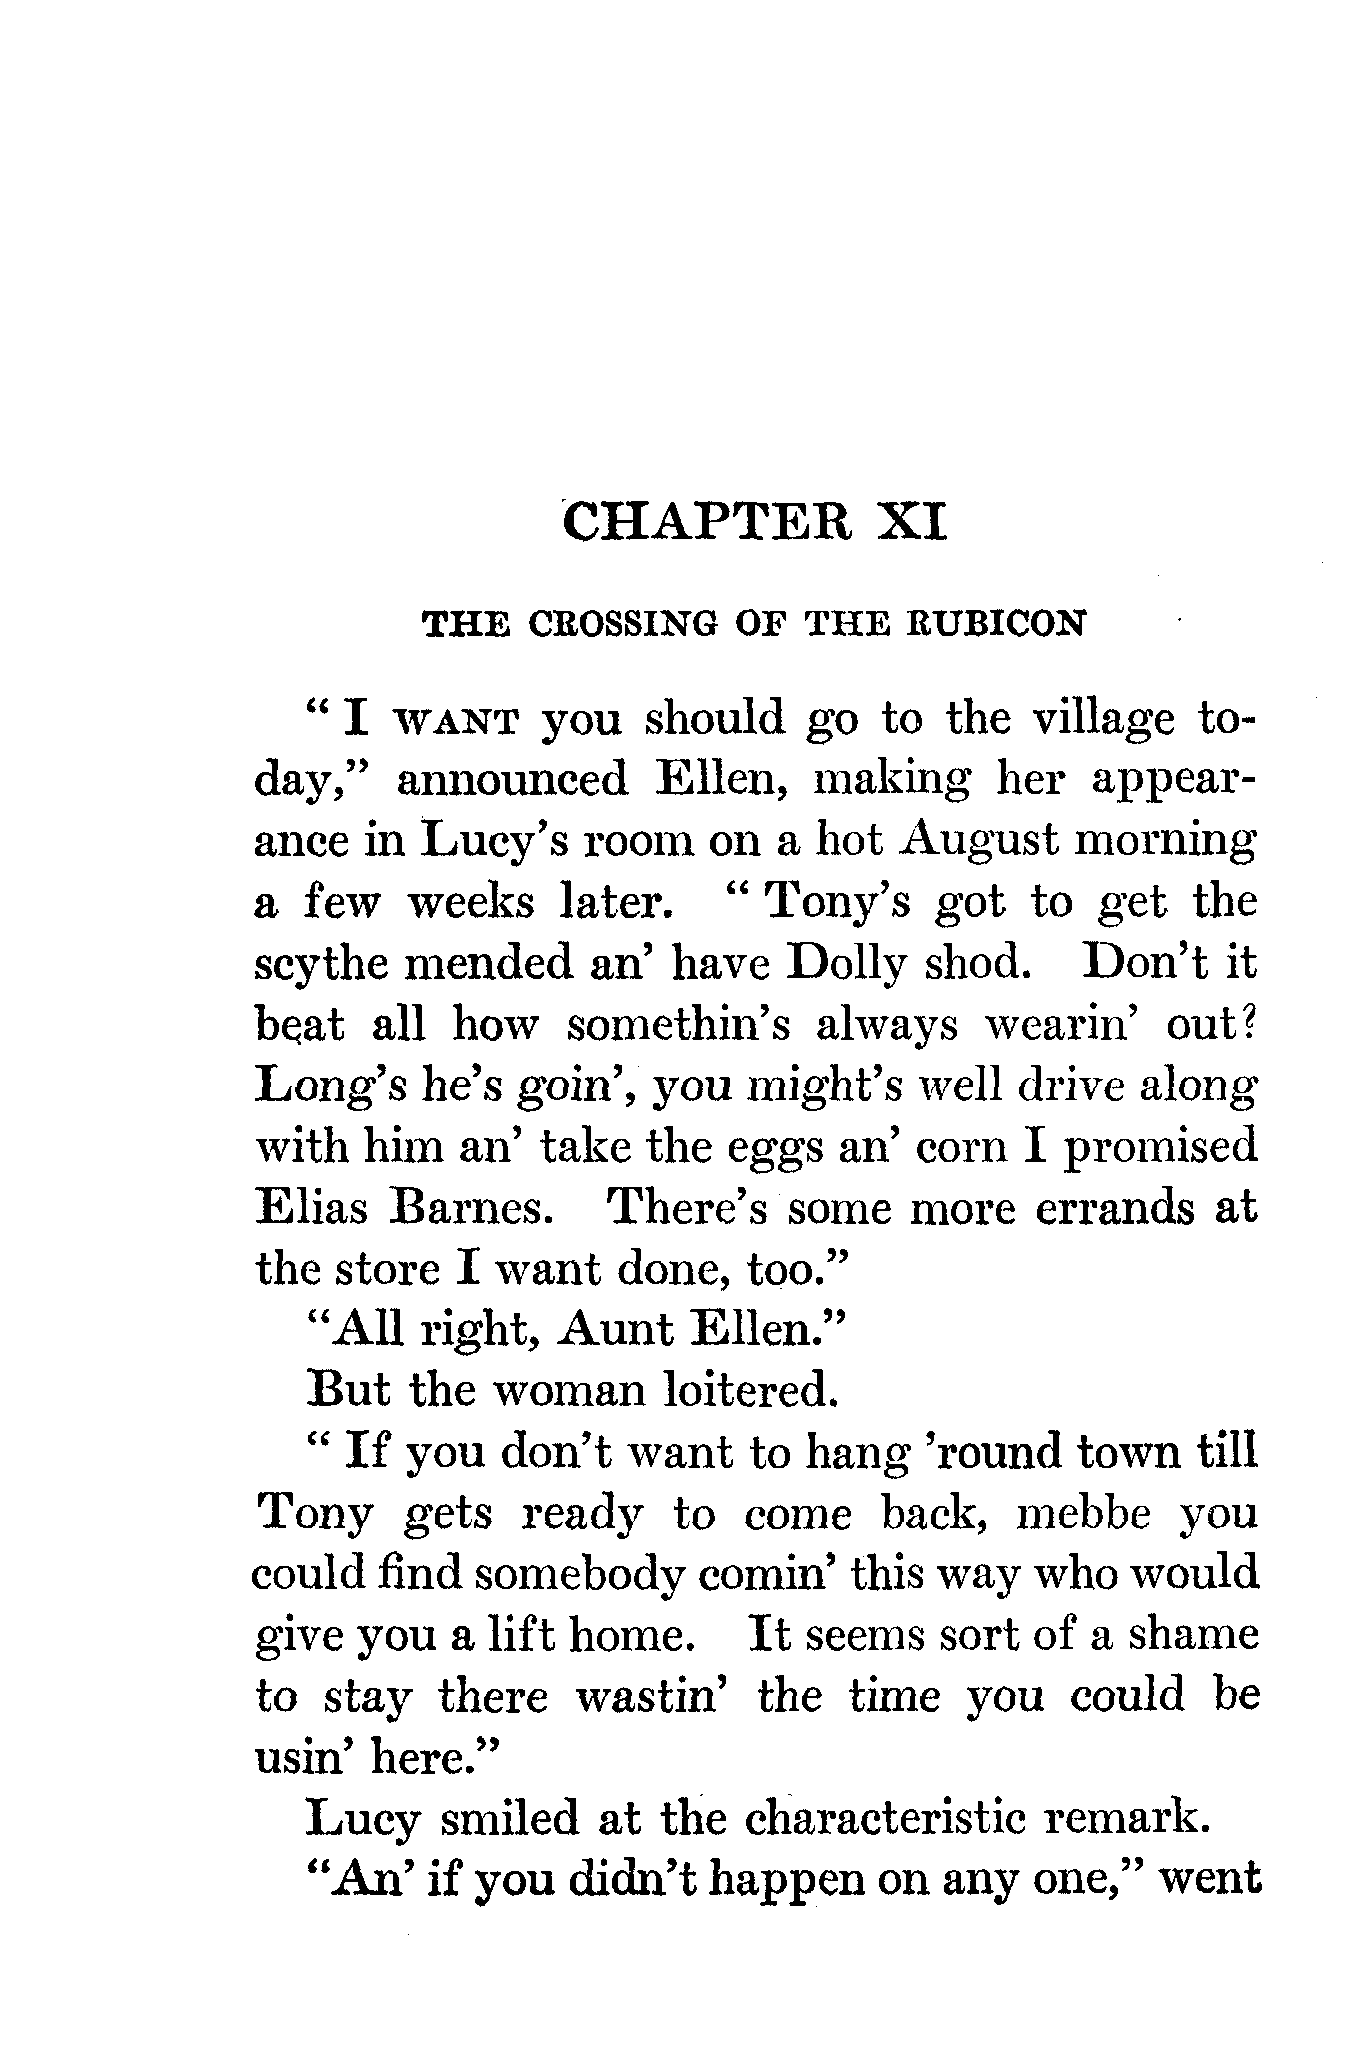 CHAPTER XI
THE CROSSING OF THE RUBICON
“ I WANT you should go to the village to-
day,” announced Ellen, making her appear-
ance in Lucy’s room on a hot August morning
a few weeks later. “ Tony’s got to get the
scythe mended an’ have Dolly shod. Don’t it
beat all how somethin’s always wearin’ out?
Long’s he’s goin’, you might’s well drive along
with him an’ take the eggs an’ corn I promised
Elias Barnes. There’s some more errands at
the store I want done, too.”
“All right, Aunt Ellen.”
But the woman loitered.
“ If you don’t want to hang ’round town till
Tony gets ready to come back, mebbe you
could find somebody comin’ this way who would
give you a lift home. It seems sort of a shame
to stay there wastin’ the time you could be
usin’ here.”
Lucy smiled at the characteristic remark.
“An’ if you didn’t happen on any one,” went